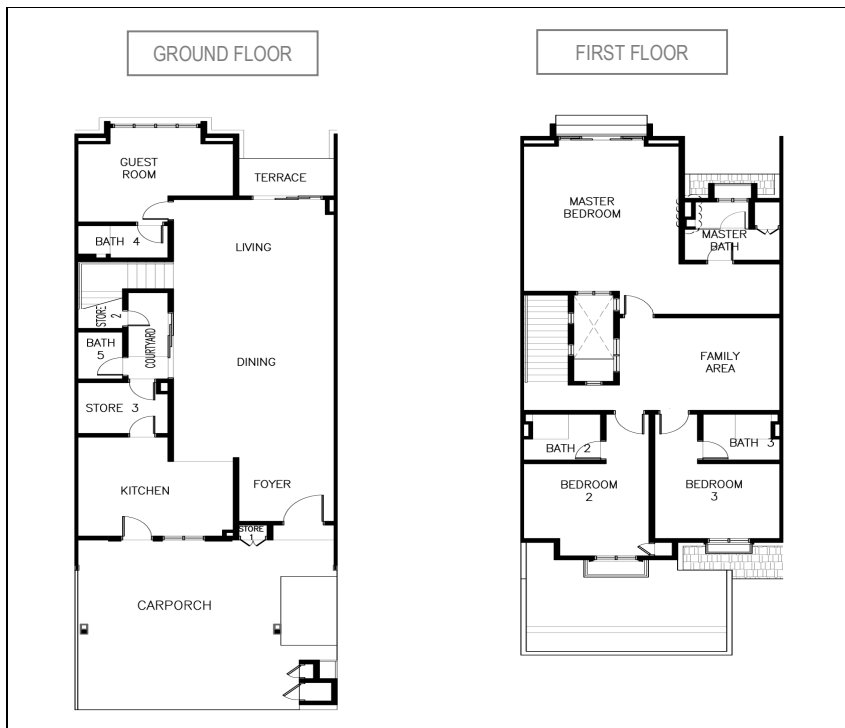 GROUND FLOOR
GUEST
ROOM
TERRACE
BATH 4
LIVING
STORE
2
COURTYARD
BATH
5
DINING
STORE 3
KITCHEN
FOYER
STORE
1
CARPORCH
FIRST FLOOR
MASTER
BEDROOM
MASTER
BATH
FAMILY
AREA
BATH 2
BATH 3
BEDROOM
2
BEDROOM
3